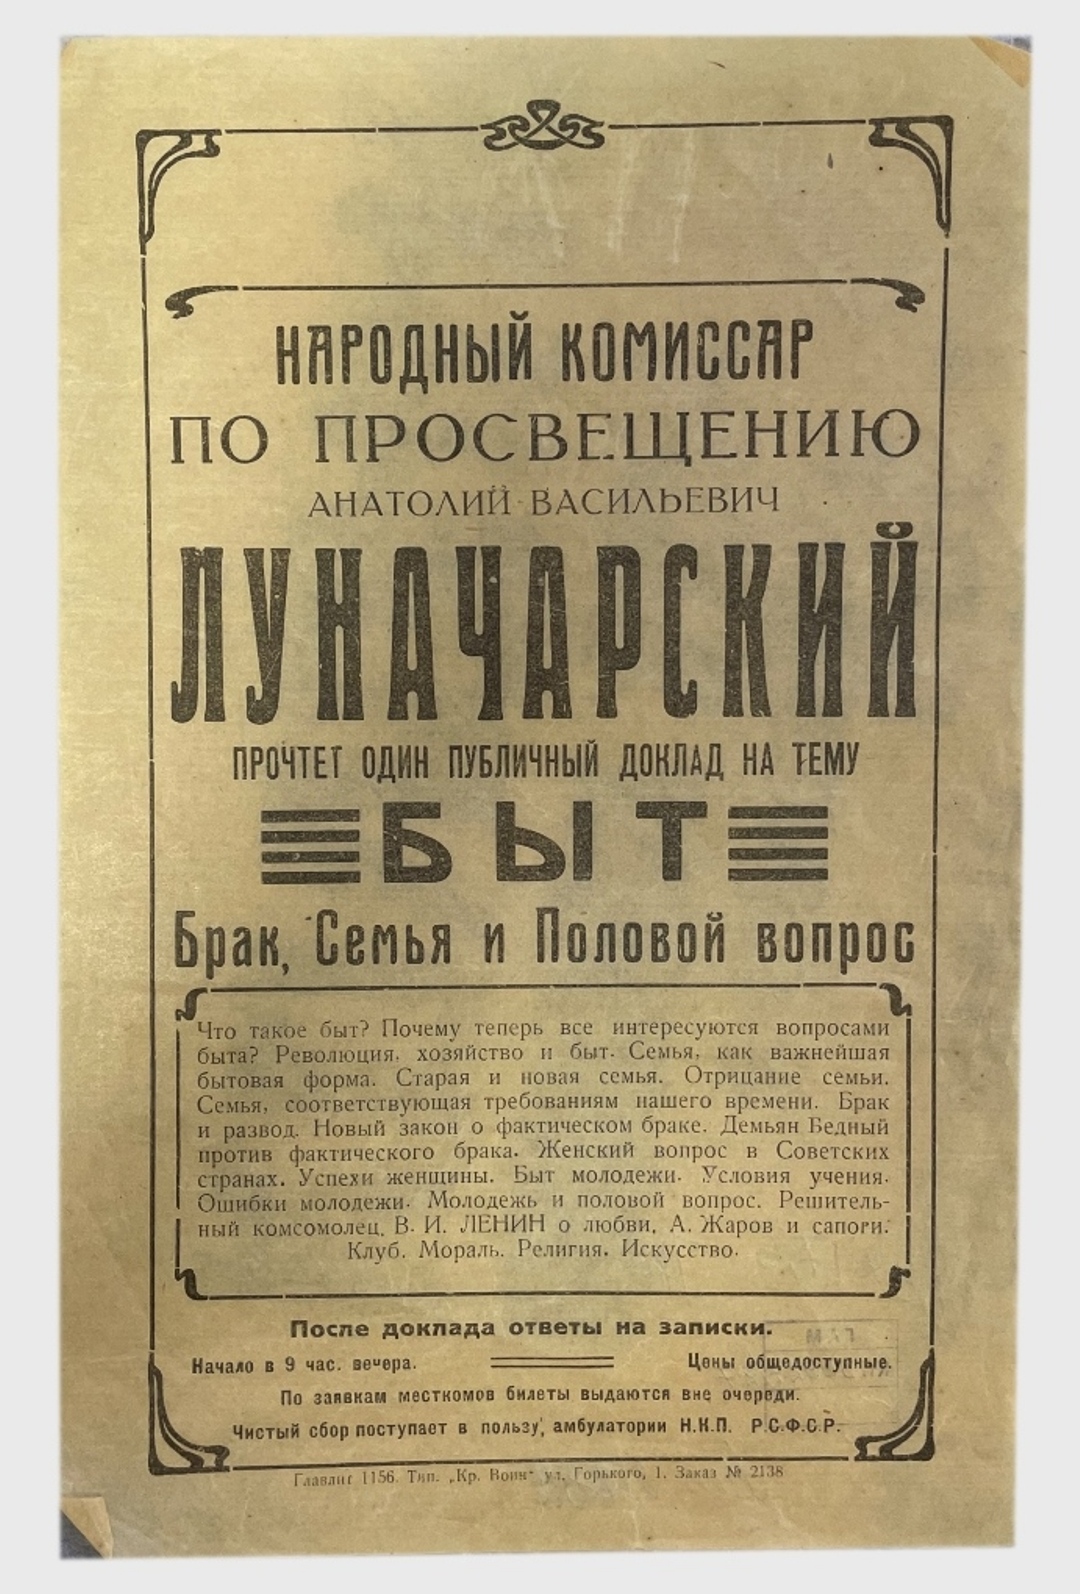 НАРОДНЫЙ КОМИССАР
ПО ПРОСВЕЩЕНИЮ
АНАТОЛИЙ ВАСИЛЬЕВИЧ
ЛУНАЧАРСКИЙ
ПРОЧТЕТ ОДИН ПУБЛИЧНЫЙ ДОКЛАД НА ТЕМУ
БЫТ
Брак, Семья и Половой вопрос
Что такое быт? Почему теперь все интересуются вопросами
быта? Революция, хозяйство и быт. Семья, как важнейшая
бытовая форма. Старая и новая семья. Отрицание семьи.
Семья, соответствующая требованиям нашего времени. Брак
и развод. Новый закон о фактическом браке. Демьян Бедный
против фактического брака. Женский вопрос в Советских
странах. Успехи женщины. Быт молодежи. Условия учения.
Ошибки молодежи. Молодежь и половой вопрос. Решитель-
ный комсомолец. В. И. ЛЕНИН о любви. А. Жаров и сапоги.
Клуб. Мораль. Религия. Искусство.
После доклада ответы на записки.
Начало в 9 час. вечера. Цены общедоступные.
По заявкам месткомов билеты выдаются вне очереди.
Чистый сбор поступает в пользу амбулатории Н.К.П. Р.С.Ф.С.Р.
Главлит 1156. Тип. „Кр. Воин“ ул. Горького, 1. Заказ № 2138